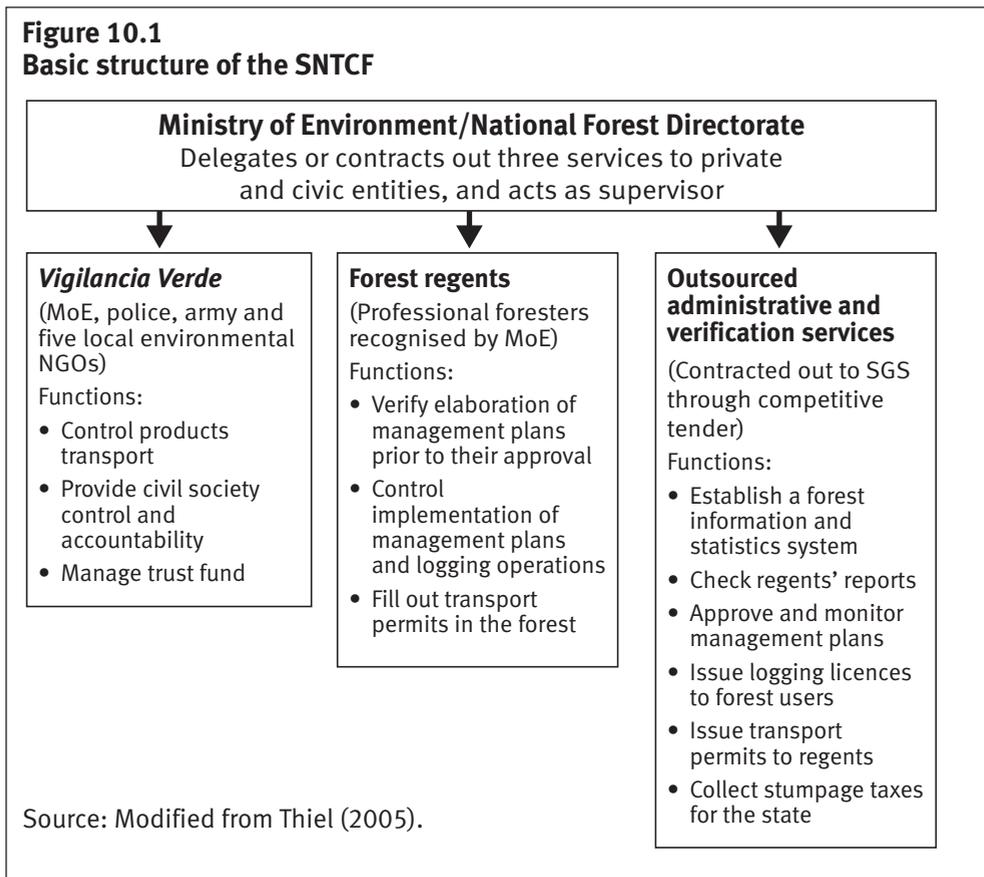 Figure 10.1
Basic structure of the SNTCF
Ministry of Environment/National Forest Directorate
Delegates or contracts out three services to private
and civic entities, and acts as supervisor
Vigilancia Verde
(MoE, police, army and
five local environmental
NGOs)
Functions:
• Control products
transport
• Provide civil society
control and
accountability
• Manage trust fund
Forest regents
(Professional foresters
recognised by MoE)
Functions:
• Verify elaboration of
management plans
prior to their approval
• Control
implementation of
management plans
and logging operations
• Fill out transport
permits in the forest
Outsourced
administrative and
verification services
(Contracted out to SGS
through competitive
tender)
Functions:
• Establish a forest
information and
statistics system
• Check regents’ reports
• Approve and monitor
management plans
• Issue logging licences
to forest users
• Issue transport
permits to regents
• Collect stumpage taxes
for the state
Source: Modified from Thiel (2005).